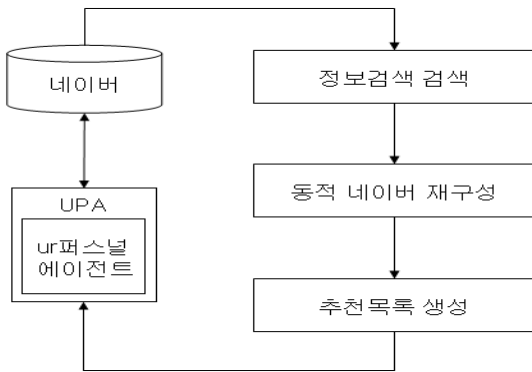 네이버
정보검색 검색
동적 네이버 재구성
UPA
ur퍼스널
에이전트
추천목록 생성